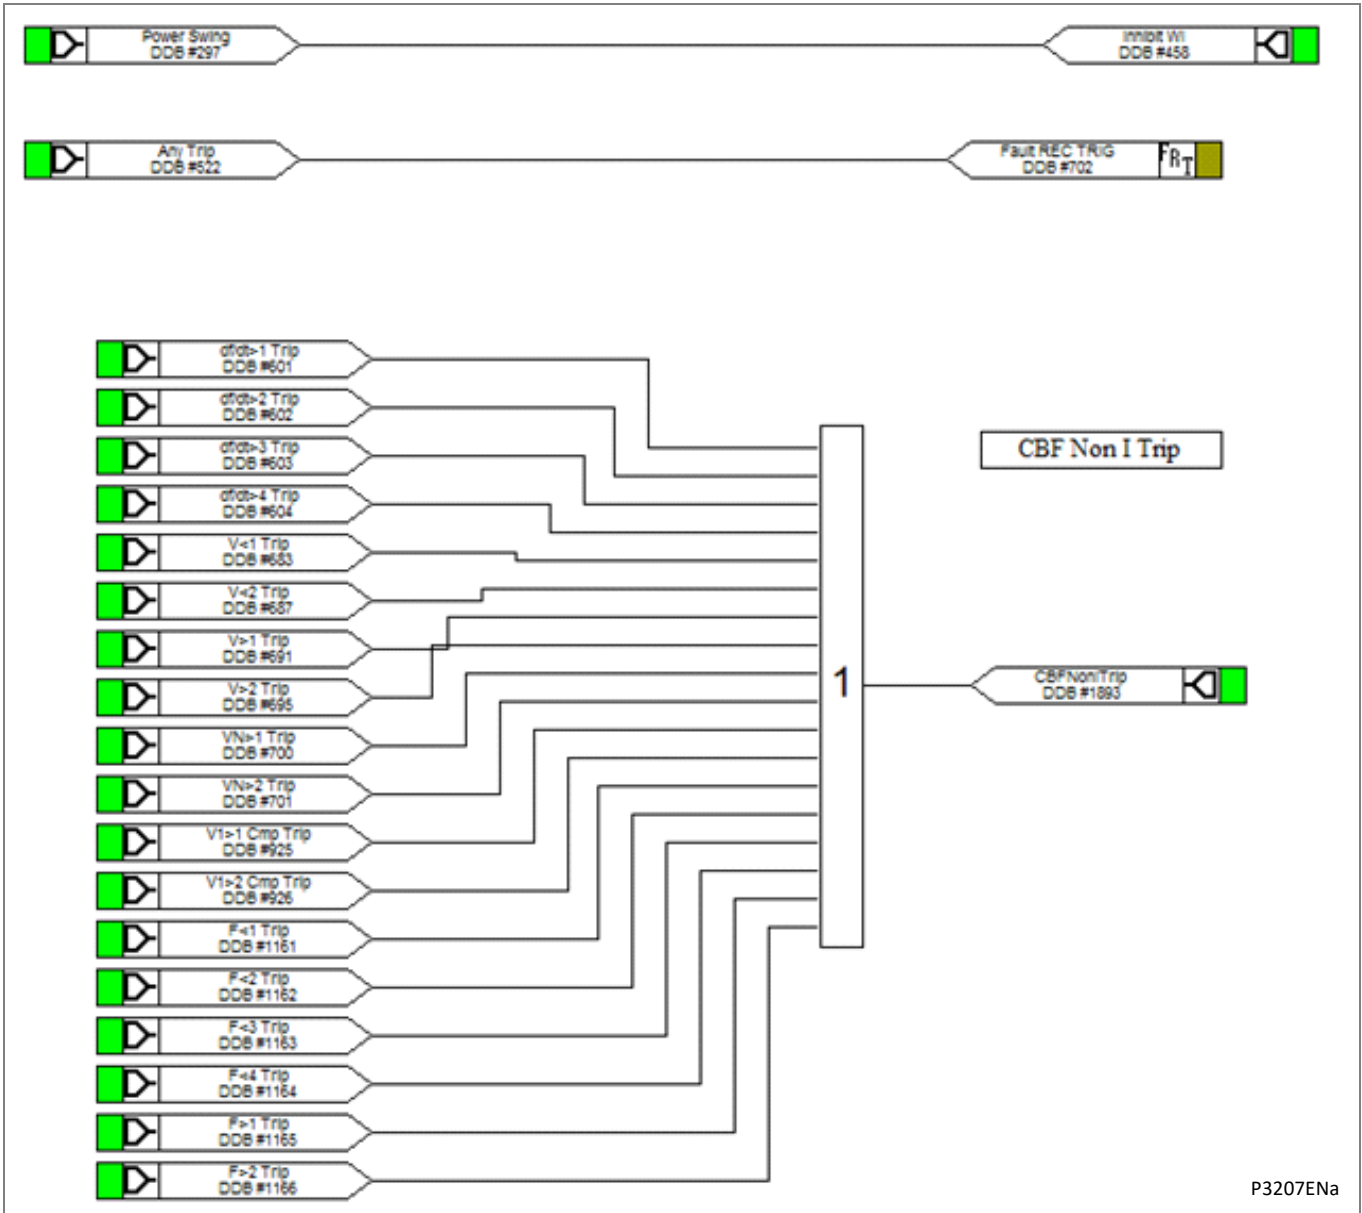 Power Swing
DDB #297
Inhibit WI
DDB #458
Any Trip
DDB #522
Fault REC TRIG
DDB #702
FRT
df/dt>1 Trip
DDB #601
df/dt>2 Trip
DDB #602
df/dt>3 Trip
DDB #603
df/dt>4 Trip
DDB #604
V<1 Trip
DDB #683
V<2 Trip
DDB #687
V>1 Trip
DDB #691
V>2 Trip
DDB #695
VN>1 Trip
DDB #700
VN>2 Trip
DDB #701
V1>1 Cmp Trip
DDB #925
V1>2 Cmp Trip
DDB #926
F<1 Trip
DDB #1161
F<2 Trip
DDB #1162
F<3 Trip
DDB #1163
F<4 Trip
DDB #1164
F>1 Trip
DDB #1165
F>2 Trip
DDB #1166
1
CBF Non I Trip
CBFNonITrip
DDB #1893
P3207ENa